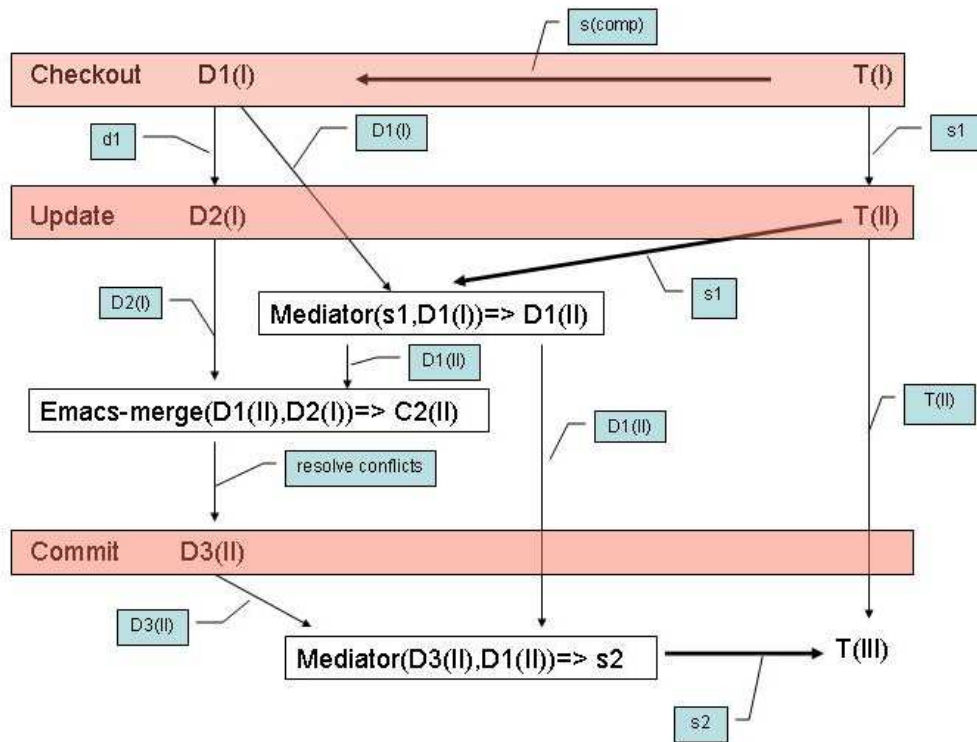 s(comp)
Checkout D1(I) T(I)
d1
D1(I)
s1
Update D2(I) T(II)
s1
D2(I)
Mediator(s1,D1(I))=> D1(II)
D1(II)
Emacs-merge(D1(II),D2(I))=> C2(II)
T(II)
D1(II)
resolve conflicts
Commit D3(II)
D3(II)
Mediator(D3(II),D1(II))=> s2
T(III)
s2